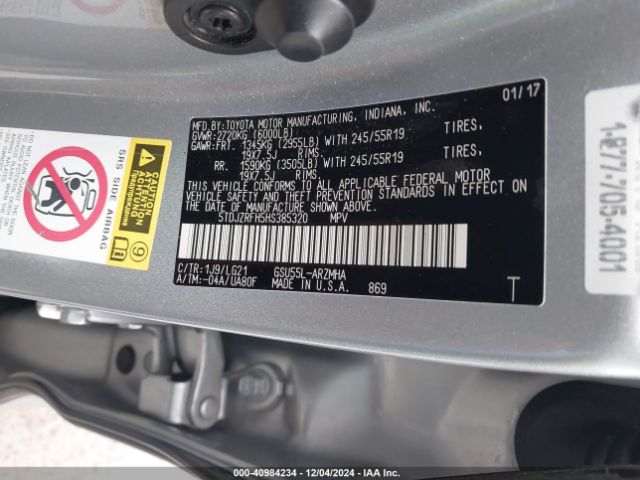 01/17
MFD.BY:TOYOTA MOTOR MANUFACTURING, INDIANA, INC.
GVWR:2720KG (6000LB)
GAWR:FRT. 1345KG (2955LB) WITH 245/55R19 TIRES,
19X7.5J RIMS.
RR. 1590KG (3505LB) WITH 245/55R19 TIRES,
19X7.5J RIMS.
THIS VEHICLE CONFORMS TO ALL APPLICABLE FEDERAL MOTOR
VEHICLE SAFETY AND THEFT PREVENTION STANDARDS IN EFFECT ON
THE DATE OF MANUFACTURE SHOWN ABOVE.
5TDJZRFH5HS385320 MPV
C/TR:1J9/LG21 GSU55L-ARZMHA
A/TM:-04A/UA80F MADE IN U.S.A. 869
T
SRS SIDE AIRBAG
ACHTUNG
9
1-877-705-4001
000-40984234 - 12/04/2024 - IAA Inc.